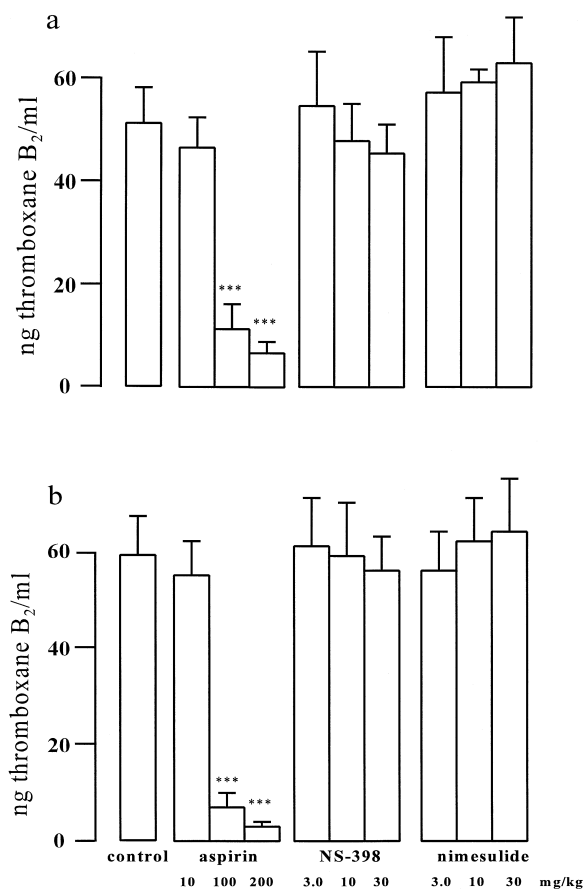 a
ng thromboxane B₂/ml
60
40
20
0
***
***
b
ng thromboxane B₂/ml
60
40
20
0
***
***
control aspirin NS-398 nimesulide
10 100 200 3.0 10 30 3.0 10 30 mg/kg